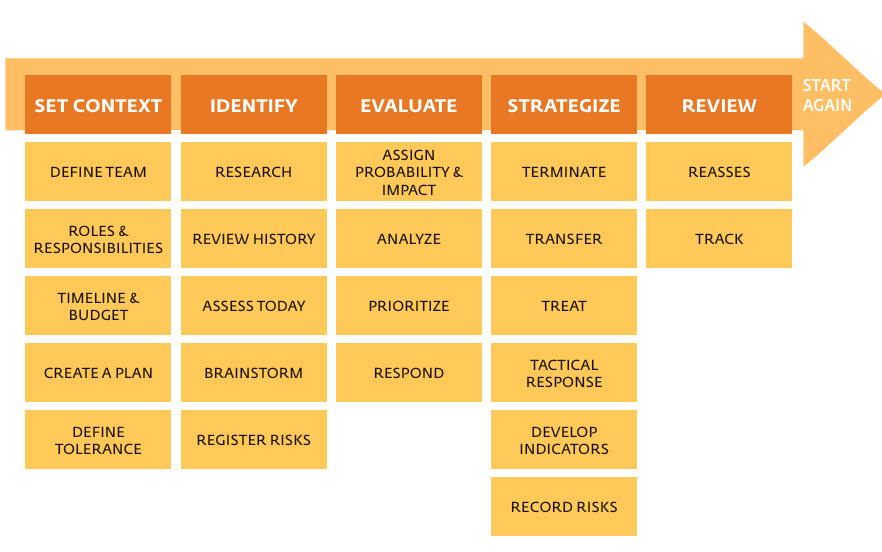 SET CONTEXT
IDENTIFY
EVALUATE
STRATEGIZE
REVIEW
START
AGAIN
DEFINE TEAM
ROLES &
RESPONSIBILITIES
TIMELINE &
BUDGET
CREATE A PLAN
DEFINE
TOLERANCE
RESEARCH
REVIEW HISTORY
ASSESS TODAY
BRAINSTORM
REGISTER RISKS
ASSIGN
PROBABILITY &
IMPACT
ANALYZE
PRIORITIZE
RESPOND
TERMINATE
TRANSFER
TREAT
TACTICAL
RESPONSE
DEVELOP
INDICATORS
RECORD RISKS
REASSES
TRACK